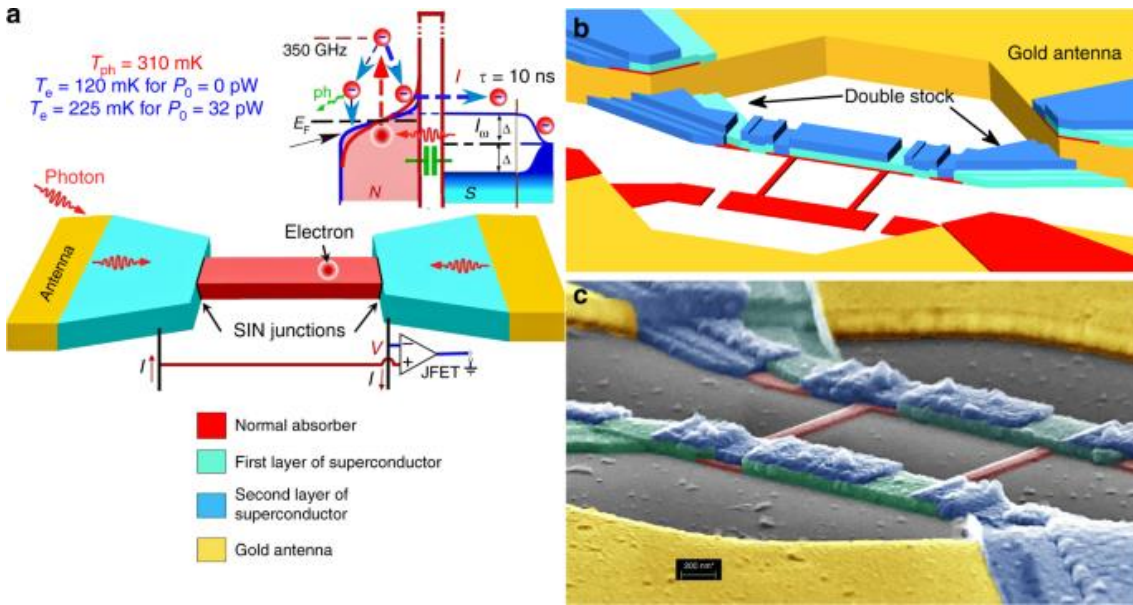 a
T_ph = 310 mK
T_e = 120 mK for P_0 = 0 pW
T_e = 225 mK for P_0 = 32 pW
350 GHz
ph
E_F
I
τ = 10 ns
I_ω
Δ
Δ
N
S
Photon
Antenna
Electron
SIN junctions
I
V
I
JFET
Normal absorber
First layer of superconductor
Second layer of
superconductor
Gold antenna
b
Gold antenna
Double stock
c